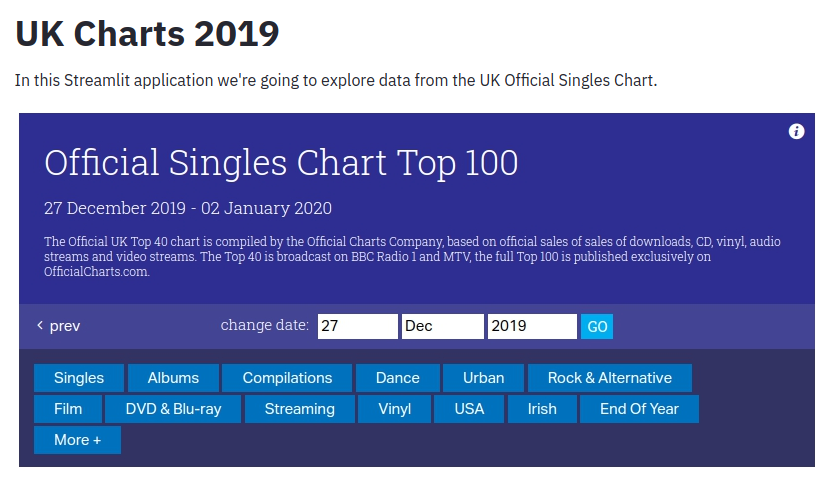 UK Charts 2019
In this Streamlit application we're going to explore data from the UK Official Singles Chart.
i
Official Singles Chart Top 100
27 December 2019 - 02 January 2020
The Official UK Top 40 chart is compiled by the Official Charts Company, based on official sales of sales of downloads, CD, vinyl, audio
streams and video streams. The Top 40 is broadcast on BBC Radio 1 and MTV, the full Top 100 is published exclusively on
OfficialCharts.com.
‹ prev change date: 27 Dec 2019 GO
Singles Albums Compilations Dance Urban Rock & Alternative
Film DVD & Blu-ray Streaming Vinyl USA Irish End Of Year
More +